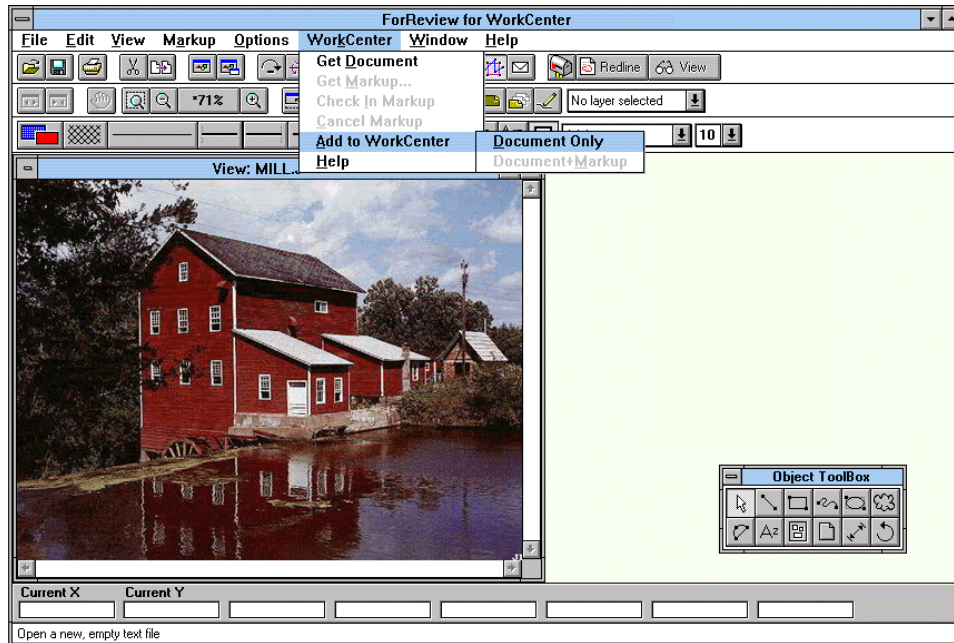 ForReview for WorkCenter
File Edit View Markup Options WorkCenter Window Help
Get Document
Get Markup...
Check In Markup
Cancel Markup
Add to WorkCenter
Help
Document Only
Document+Markup
Redline View
*71% No layer selected
10
View: MILL.
Object ToolBox
Az
Current X Current Y
Open a new, empty text file